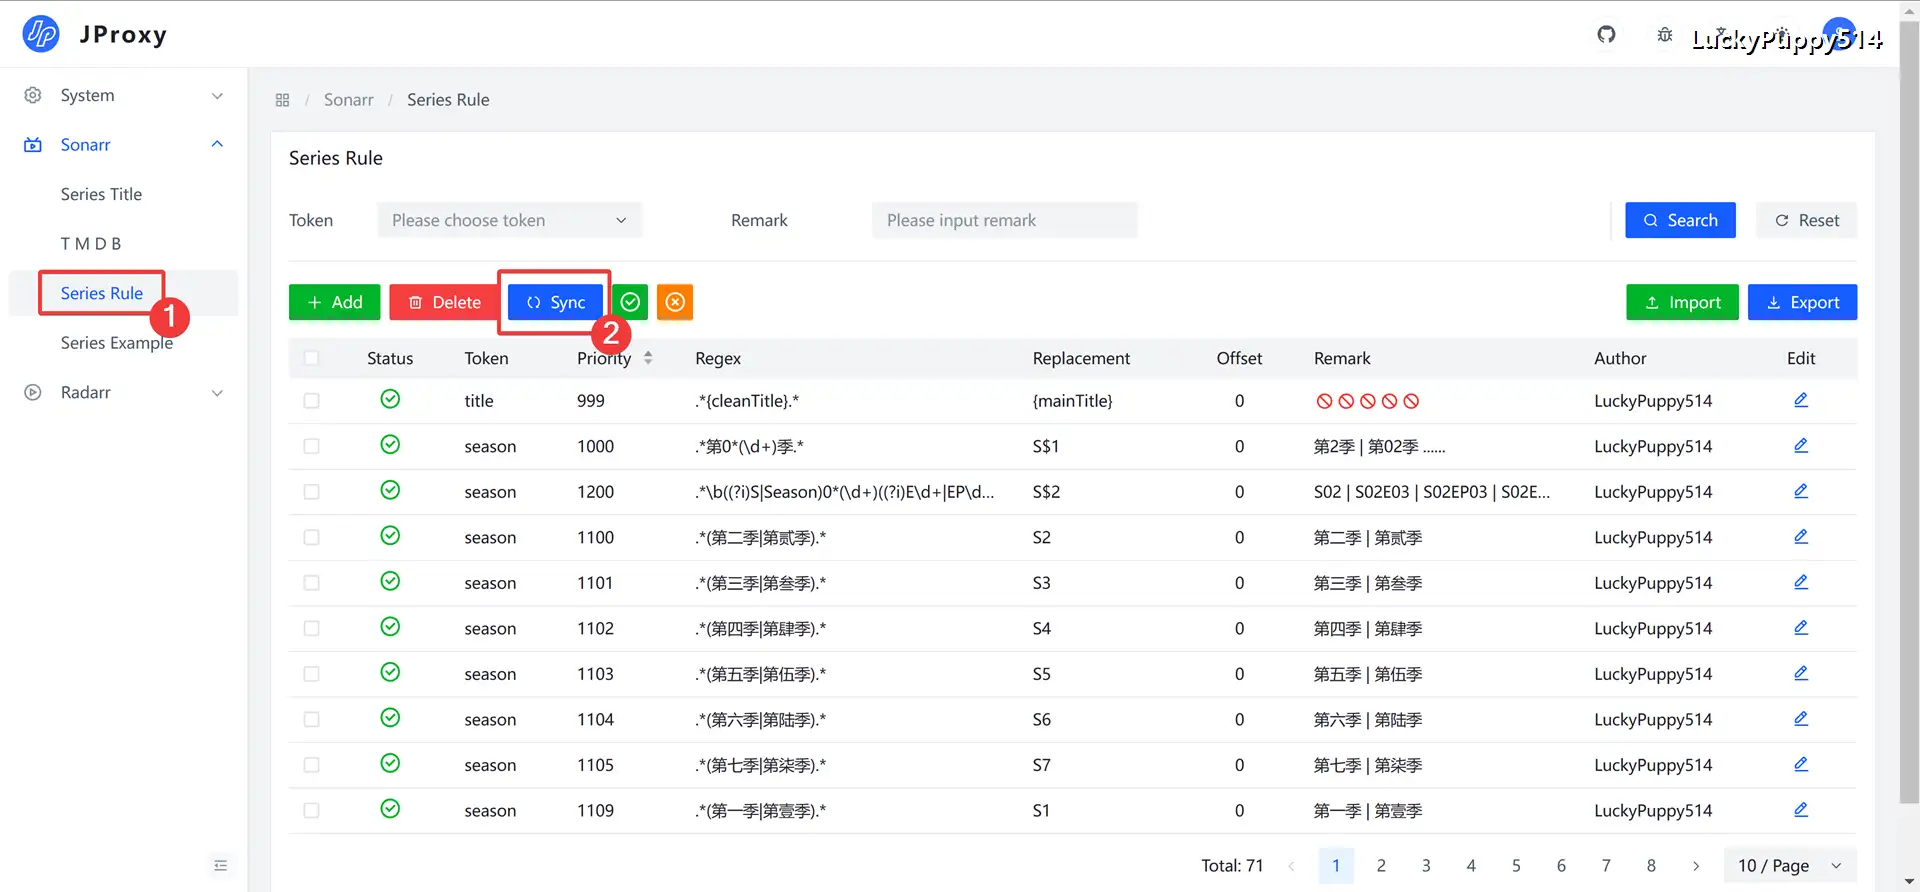 JProxy
LuckyPuppy514
System
Sonarr
Series Title
T M D B
Series Rule
1
Series Example
Radarr
/ Sonarr / Series Rule
Series Rule
Token Please choose token Remark Please input remark Search Reset
Add Delete Sync Import Export
2
Status Token Priority Regex Replacement Offset Remark Author Edit
title 999 .*{cleanTitle}.* {mainTitle} 0 🚫🚫🚫🚫🚫 LuckyPuppy514
season 1000 .*第0*(\d+)季.* S$1 0 第2季 | 第02季 ...... LuckyPuppy514
season 1200 .*\b((?i)S|Season)0*(\d+)((?i)E\d+|EP\d... S$2 0 S02 | S02E03 | S02EP03 | S02E... LuckyPuppy514
season 1100 .*(第二季|第贰季).* S2 0 第二季 | 第贰季 LuckyPuppy514
season 1101 .*(第三季|第叁季).* S3 0 第三季 | 第叁季 LuckyPuppy514
season 1102 .*(第四季|第肆季).* S4 0 第四季 | 第肆季 LuckyPuppy514
season 1103 .*(第五季|第伍季).* S5 0 第五季 | 第伍季 LuckyPuppy514
season 1104 .*(第六季|第陆季).* S6 0 第六季 | 第陆季 LuckyPuppy514
season 1105 .*(第七季|第柒季).* S7 0 第七季 | 第柒季 LuckyPuppy514
season 1109 .*(第一季|第壹季).* S1 0 第一季 | 第壹季 LuckyPuppy514
Total: 71 1 2 3 4 5 6 7 8 10 / Page